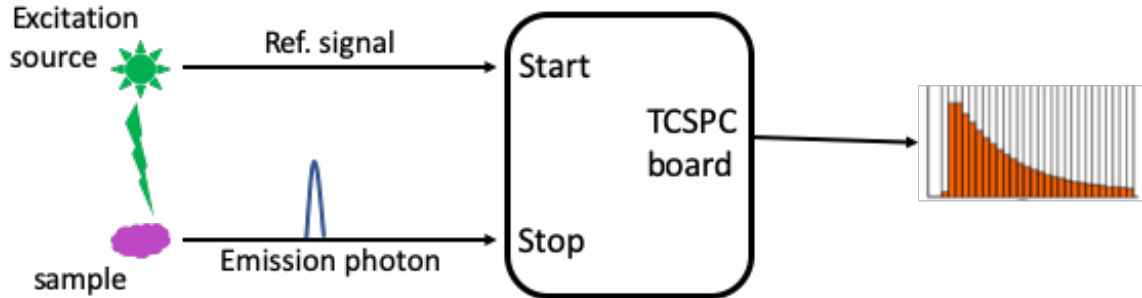 Excitation
source
Ref. signal
Start
TCSPC
board
Stop
Emission photon
sample